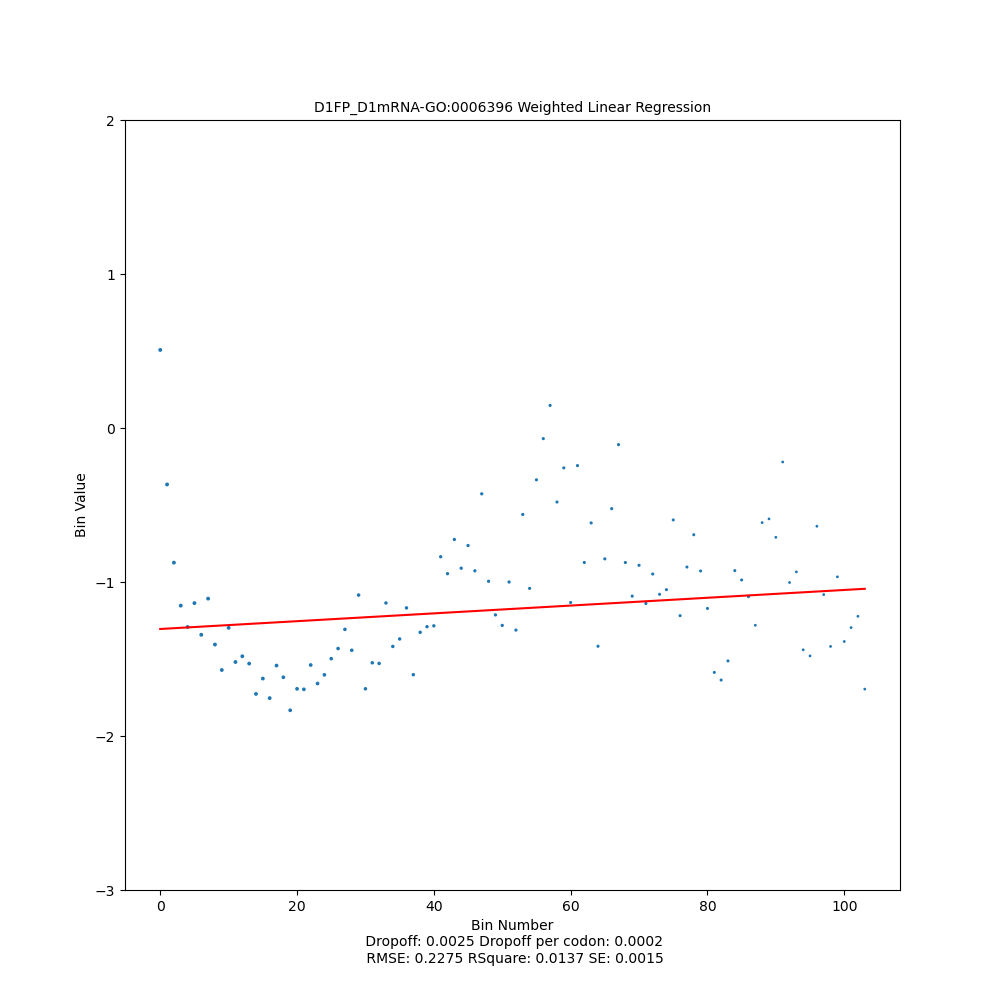 D1FP_D1mRNA-GO:0006396 Weighted Linear Regression
2
1
0
−1
−2
−3
Bin Value
0 20 40 60 80 100
Bin Number
Dropoff: 0.0025 Dropoff per codon: 0.0002
RMSE: 0.2275 RSquare: 0.0137 SE: 0.0015